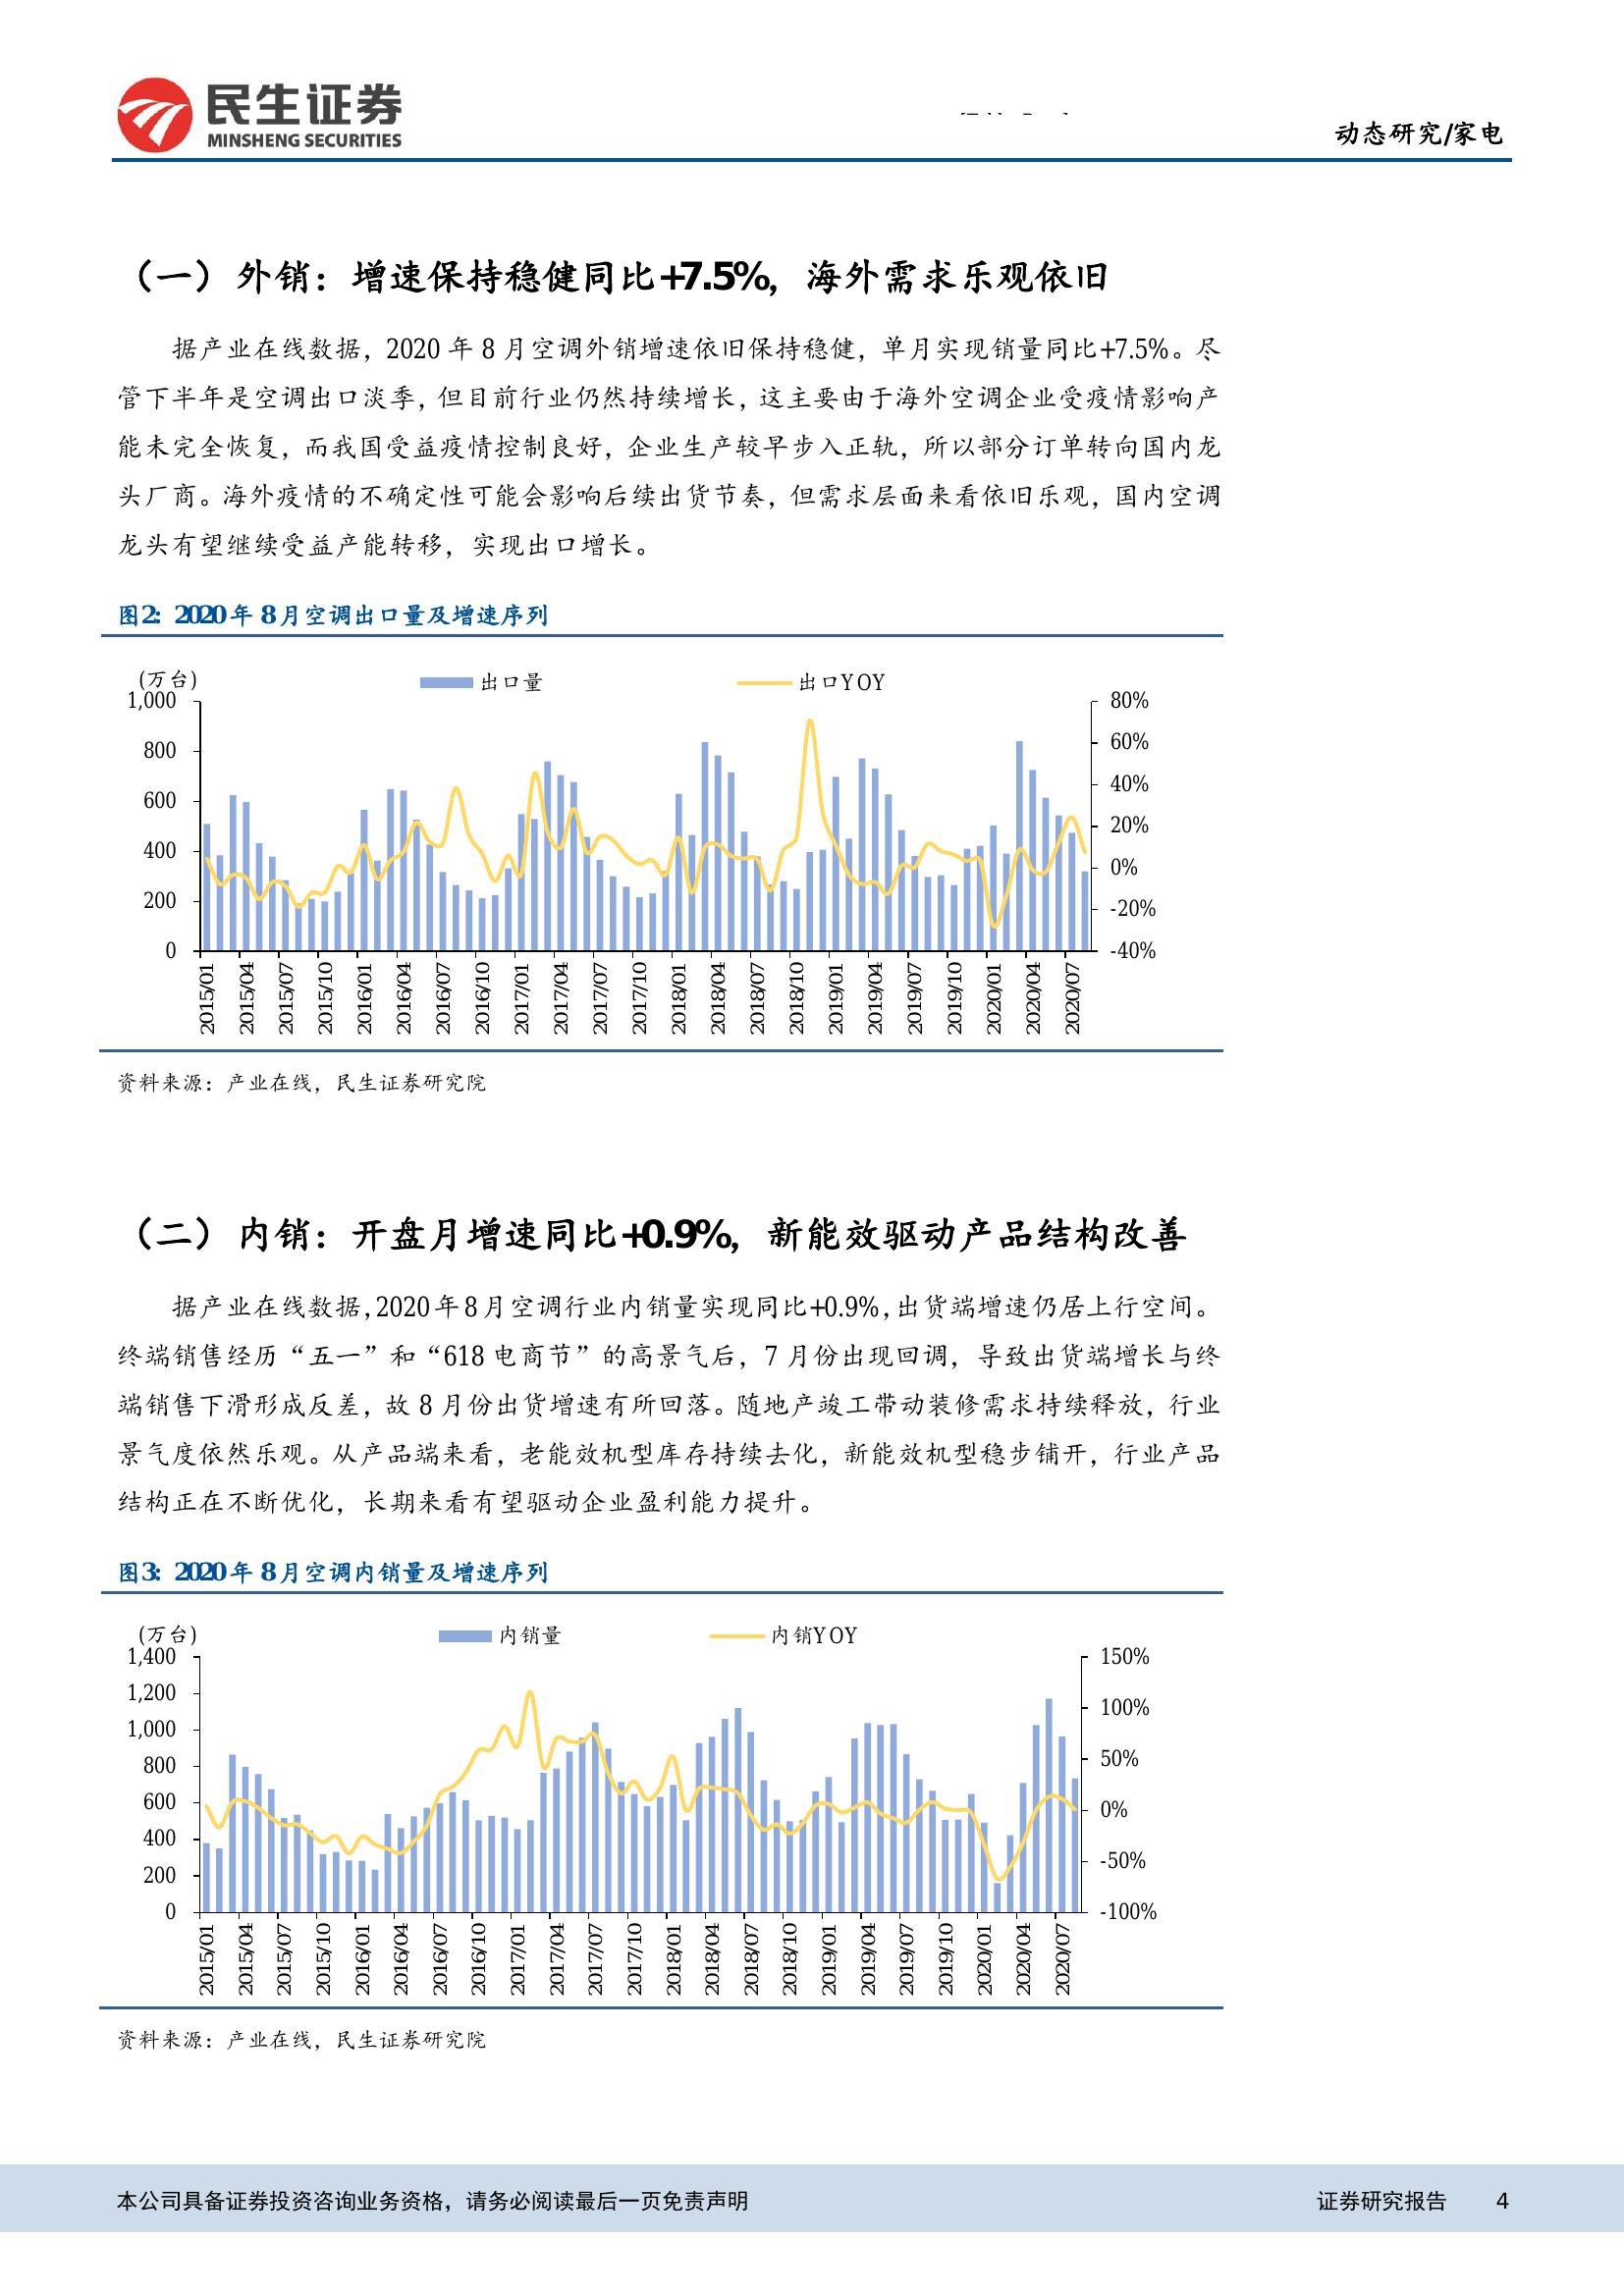 民生证券
MINSHENG SECURITIES
动态研究/家电
（一）外销：增速保持稳健同比+7.5%，海外需求乐观依旧
据产业在线数据，2020 年 8 月空调外销增速依旧保持稳健，单月实现销量同比+7.5%。尽
管下半年是空调出口淡季，但目前行业仍然持续增长，这主要由于海外空调企业受疫情影响产
能未完全恢复，而我国受益疫情控制良好，企业生产较早步入正轨，所以部分订单转向国内龙
头厂商。海外疫情的不确定性可能会影响后续出货节奏，但需求层面来看依旧乐观，国内空调
龙头有望继续受益产能转移，实现出口增长。
图2：2020 年 8 月空调出口量及增速序列
(万台)
出口量 出口YOY
1,000
800
600
400
200
0
80%
60%
40%
20%
0%
-20%
-40%
2015/01 2015/04 2015/07 2015/10 2016/01 2016/04 2016/07 2016/10 2017/01 2017/04 2017/07 2017/10 2018/01 2018/04 2018/07 2018/10 2019/01 2019/04 2019/07 2019/10 2020/01 2020/04 2020/07
资料来源：产业在线，民生证券研究院
（二）内销：开盘月增速同比+0.9%，新能效驱动产品结构改善
据产业在线数据，2020 年 8 月空调行业内销量实现同比+0.9%，出货端增速仍居上行空间。
终端销售经历“五一”和“618 电商节”的高景气后，7 月份出现回调，导致出货端增长与终
端销售下滑形成反差，故 8 月份出货增速有所回落。随地产竣工带动装修需求持续释放，行业
景气度依然乐观。从产品端来看，老能效机型库存持续去化，新能效机型稳步铺开，行业产品
结构正在不断优化，长期来看有望驱动企业盈利能力提升。
图3：2020 年 8 月空调内销量及增速序列
(万台)
内销量 内销YOY
1,400
1,200
1,000
800
600
400
200
0
150%
100%
50%
0%
-50%
-100%
2015/01 2015/04 2015/07 2015/10 2016/01 2016/04 2016/07 2016/10 2017/01 2017/04 2017/07 2017/10 2018/01 2018/04 2018/07 2018/10 2019/01 2019/04 2019/07 2019/10 2020/01 2020/04 2020/07
资料来源：产业在线，民生证券研究院
本公司具备证券投资咨询业务资格，请务必阅读最后一页免责声明
证券研究报告 4